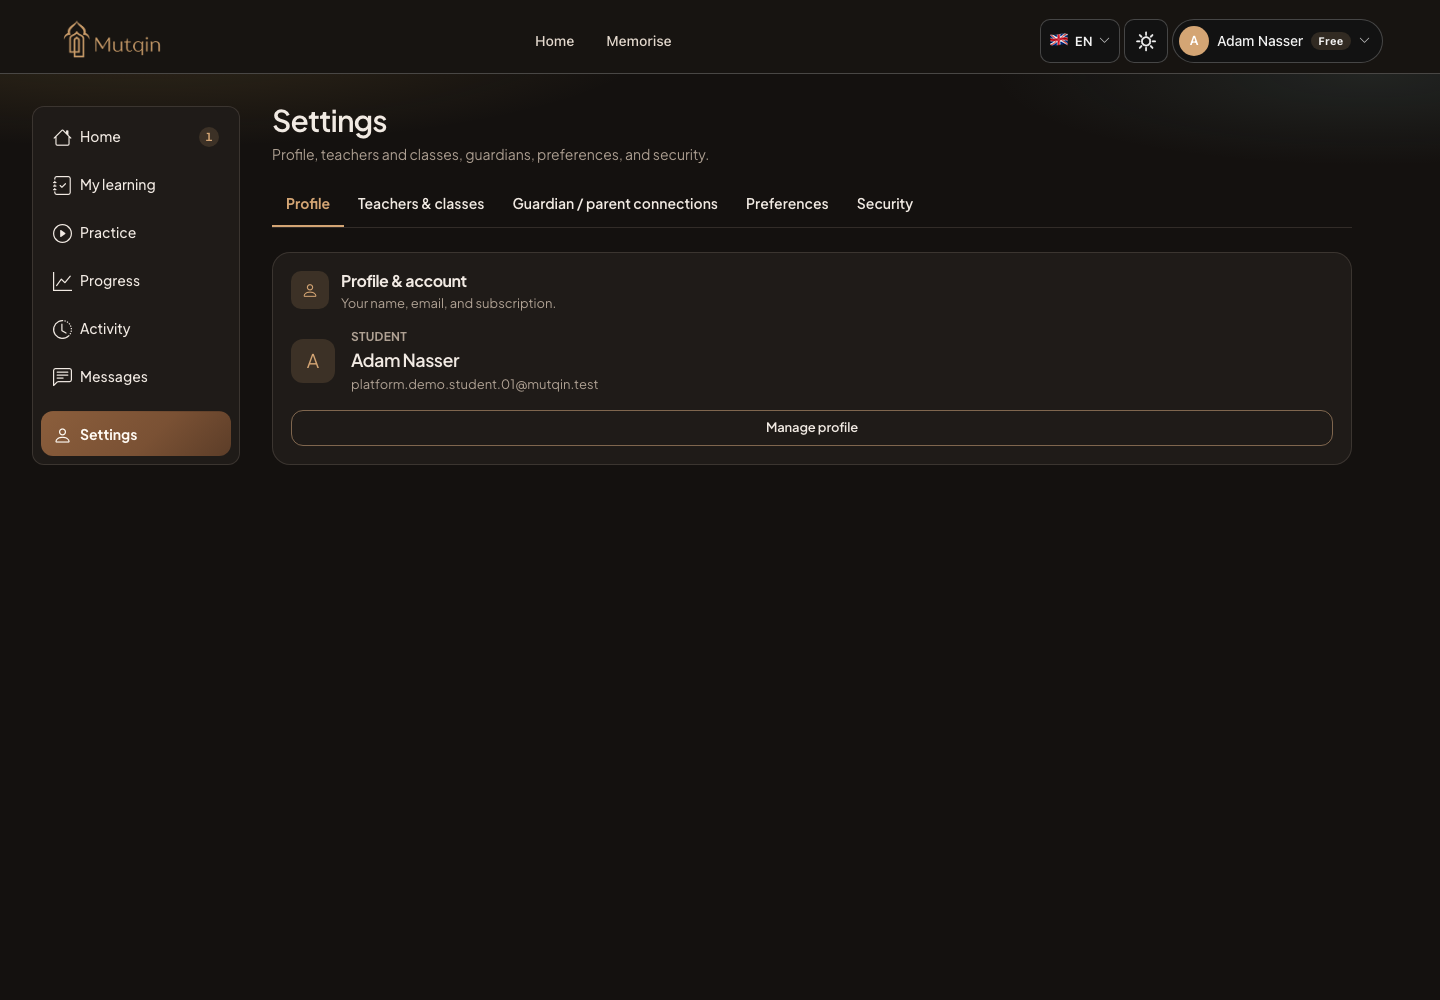 Mutqin
Home
Memorise
EN
A
Adam Nasser
Free
Home
1
My learning
Practice
Progress
Activity
Messages
Settings
Settings
Profile, teachers and classes, guardians, preferences, and security.
Profile
Teachers & classes
Guardian / parent connections
Preferences
Security
Profile & account
Your name, email, and subscription.
A
STUDENT
Adam Nasser
platform.demo.student.01@mutqin.test
Manage profile